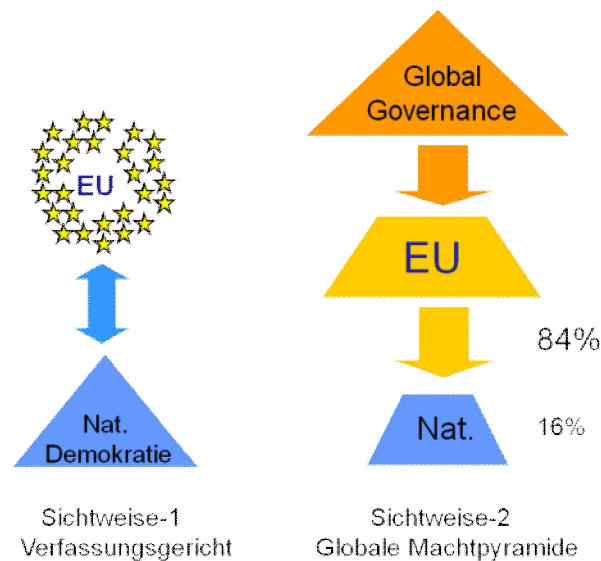 EU
Nat.
Demokratie
Sichtweise-1
Verfassungsgericht
Global
Governance
EU
84%
Nat.
16%
Sichtweise-2
Globale Machtpyramide